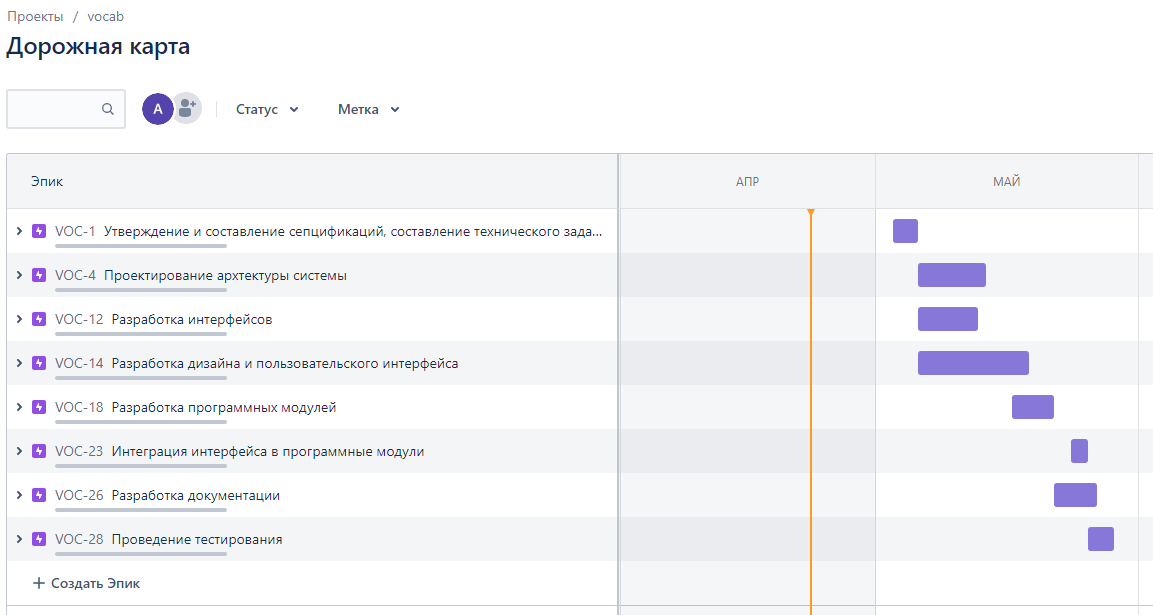 Проекты / vocab
Дорожная карта
А Статус Метка
Эпик АПР МАЙ
VOC-1 Утверждение и составление сепцификаций, составление технического зада...
VOC-4 Проектирование архтектуры системы
VOC-12 Разработка интерфейсов
VOC-14 Разработка дизайна и пользовательского интерфейса
VOC-18 Разработка программных модулей
VOC-23 Интеграция интерфейса в программные модули
VOC-26 Разработка документации
VOC-28 Проведение тестирования
+ Создать Эпик